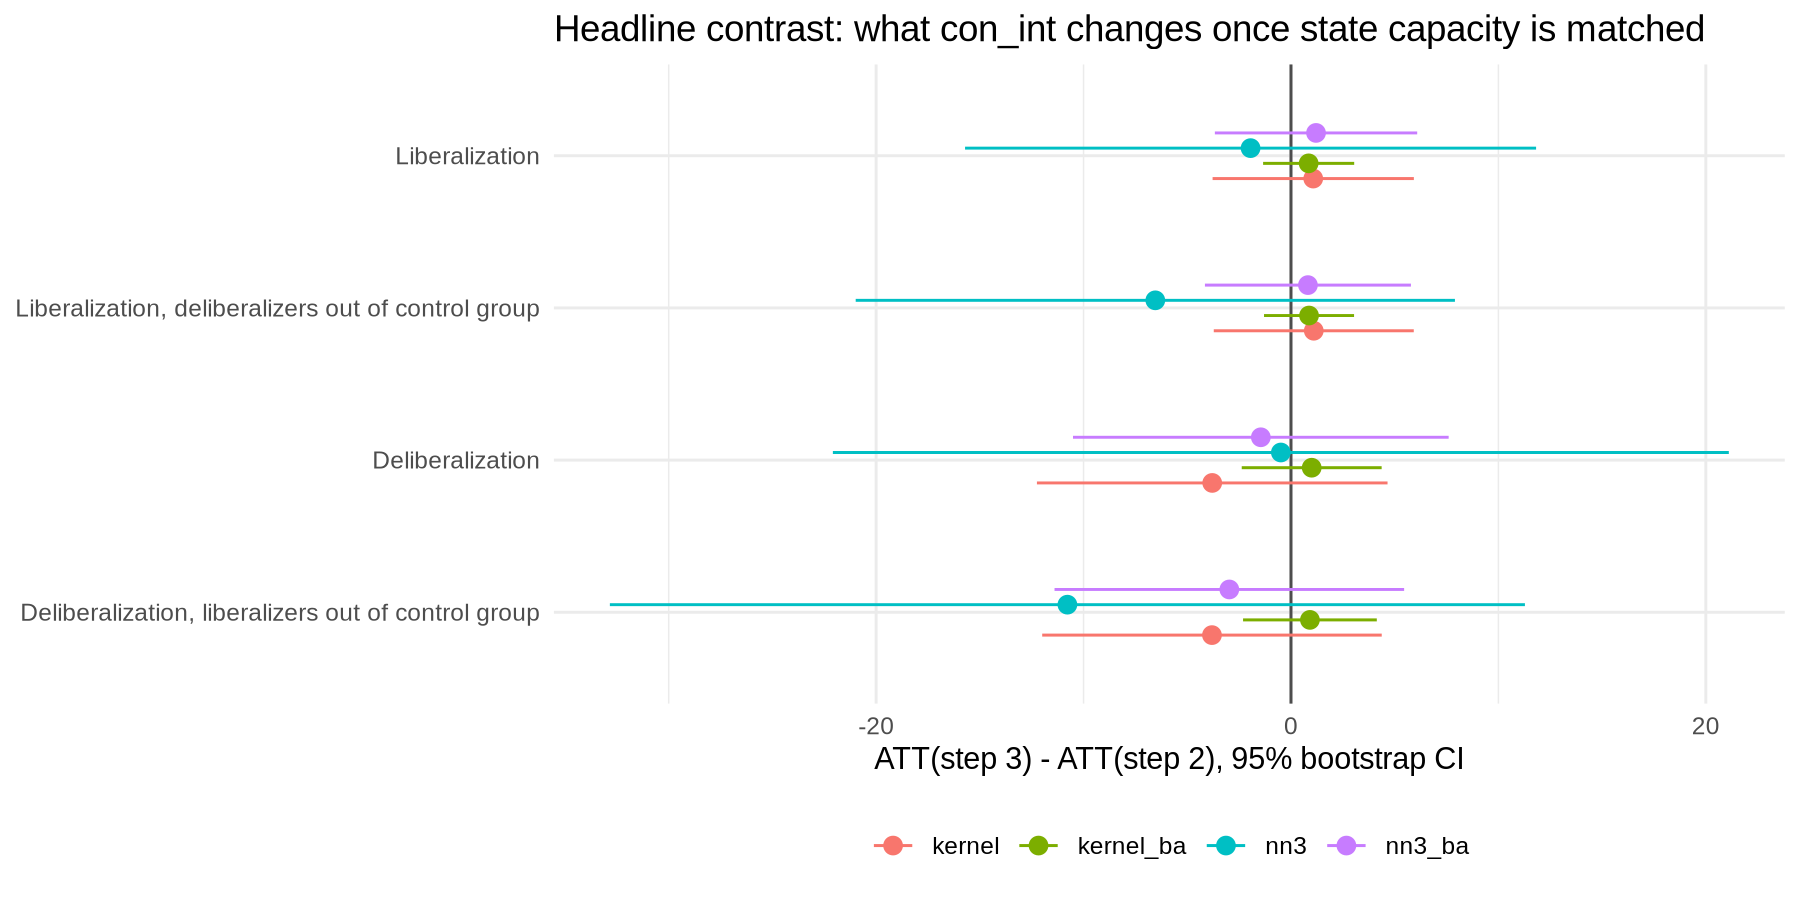 Headline contrast: what con_int changes once state capacity is matched
Liberalization
Liberalization, deliberalizers out of control group
Deliberalization
Deliberalization, liberalizers out of control group
-20 0 20
ATT(step 3) - ATT(step 2), 95% bootstrap CI
kernel kernel_ba nn3 nn3_ba